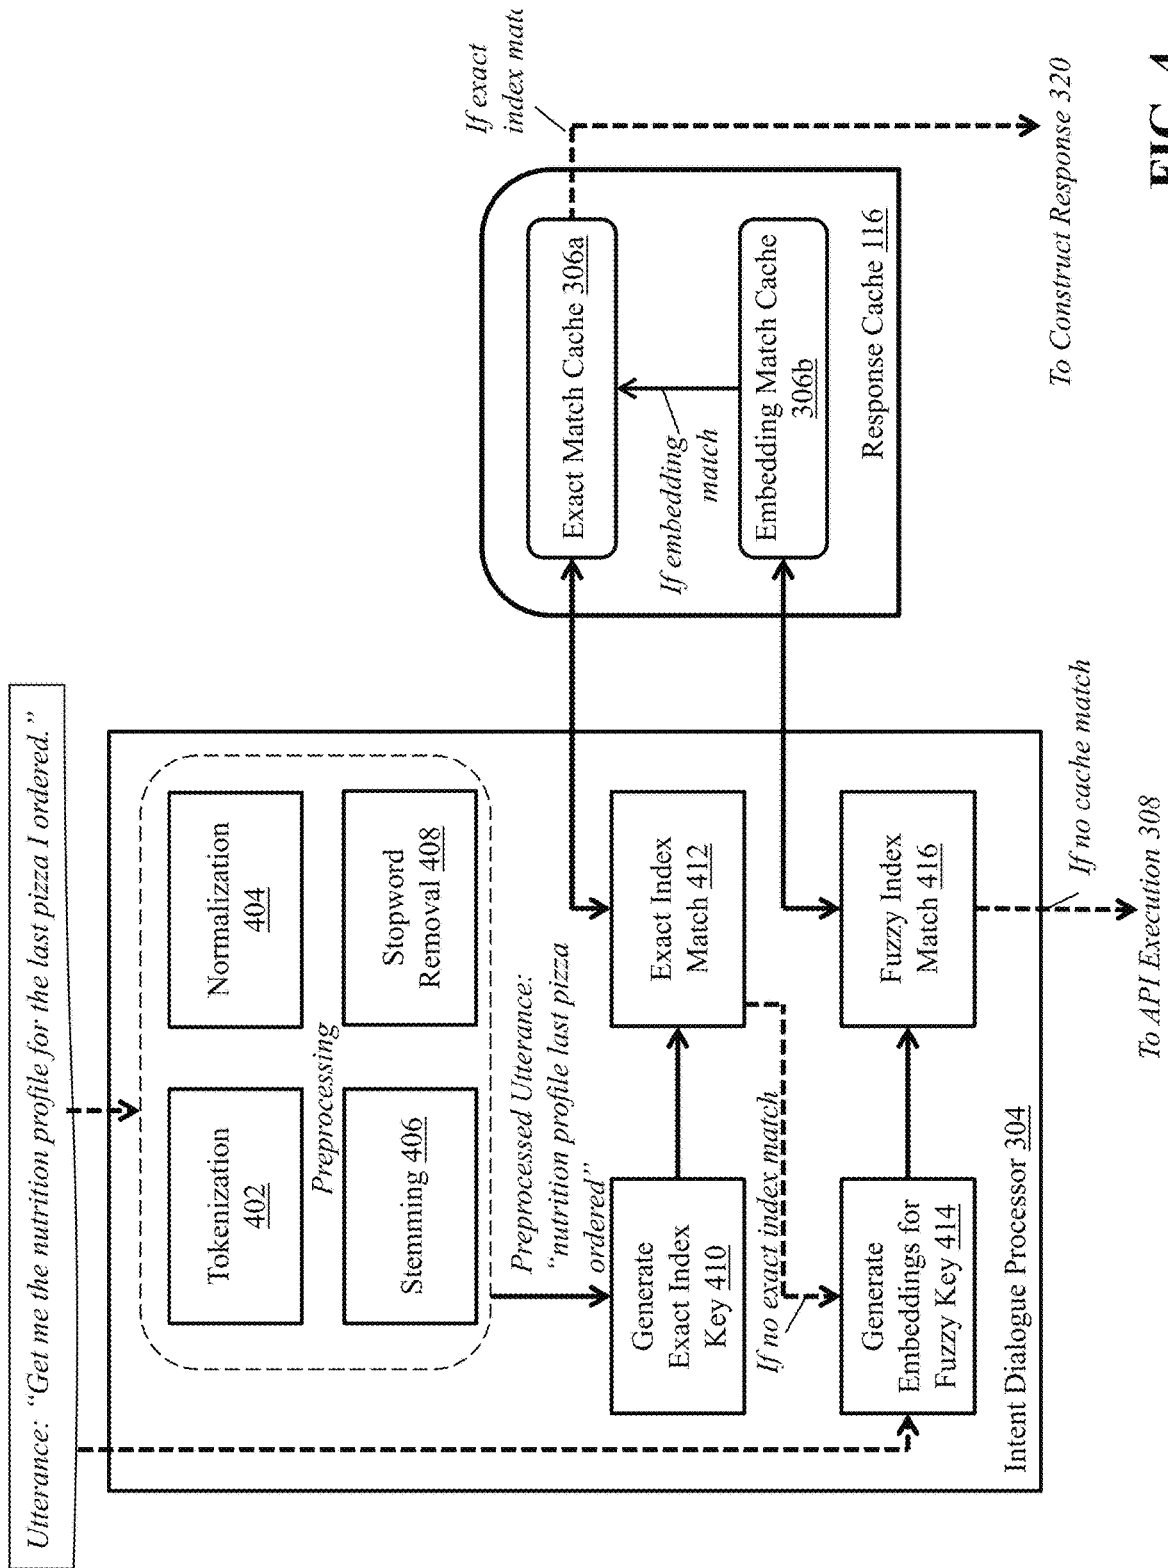 Utterance: “Get me the nutrition profile for the last pizza I ordered.”
Tokenization
402
Normalization
404
Preprocessing
Stemming 406
Stopword
Removal 408
Preprocessed Utterance:
“nutrition profile last pizza
ordered”
Generate
Exact Index
Key 410
Exact Index
Match 412
If no exact index match
Generate
Embeddings for
Fuzzy Key 414
Fuzzy Index
Match 416
Intent Dialogue Processor 304
If no cache match
To API Execution 308
If exact
index
Exact Match Cache 306a
If embedding
match
Embedding Match Cache
306b
Response Cache 116
To Construct Response 320